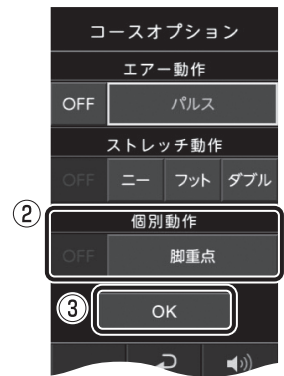 コースオプション
エアー動作
OFF パルス
ストレッチ動作
OFF ニー フット ダブル
② 個別動作
OFF 脚重点
③ OK